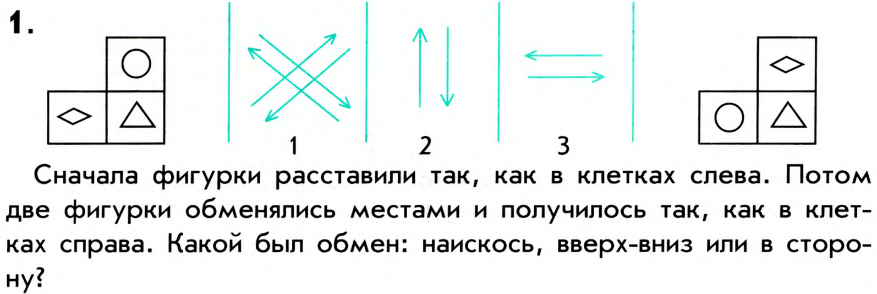 1.
1 2 3
Сначала фигурки расставили так, как в клетках слева. Потом
две фигурки обменялись местами и получилось так, как в клет-
ках справа. Какой был обмен: наискось, вверх-вниз или в сторо-
ну?